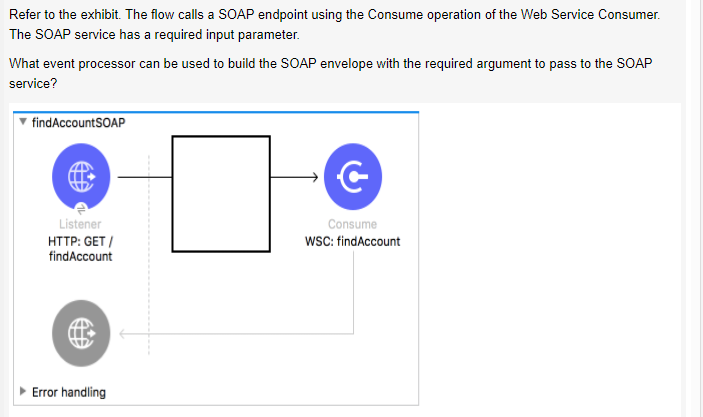 Refer to the exhibit. The flow calls a SOAP endpoint using the Consume operation of the Web Service Consumer.
The SOAP service has a required input parameter.
What event processor can be used to build the SOAP envelope with the required argument to pass to the SOAP
service?
findAccountSOAP
Listener
HTTP: GET /
findAccount
Consume
WSC: findAccount
Error handling